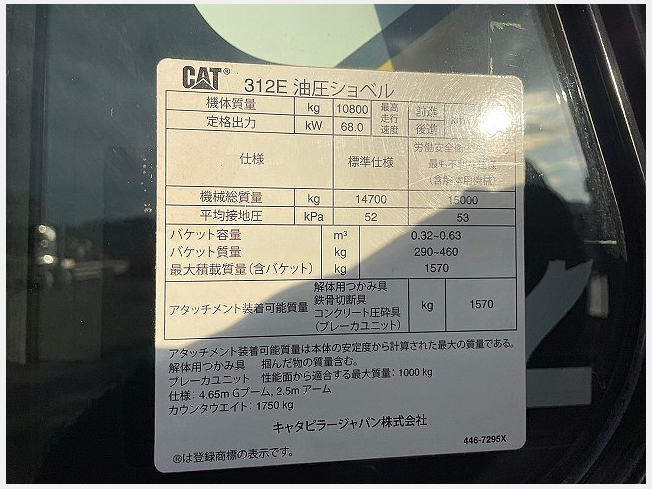 CAT® 312E 油圧ショベル
機体質量 kg 10800 最高走行速度 前進
定格出力 kW 68.0 後進
仕様 標準仕様 労働安全衛
機械総質量 kg 14700 15000
平均接地圧 kPa 52 53
バケット容量 m³ 0.32~0.63
バケット質量 kg 290~460
最大積載質量(含バケット) kg 1570
アタッチメント装着可能質量 解体用つかみ具 kg 1570
鉄骨切断具
コンクリート圧砕具
(ブレーカユニット)
アタッチメント装着可能質量は本体の安定度から計算された最大の質量である。
解体用つかみ具 掴んだ物の質量含む。
ブレーカユニット 性能面から適合する最大質量: 1000 kg
仕様: 4.65m Gブーム, 2.5m アーム
カウンタウエイト: 1750 kg
キャタピラージャパン株式会社
446-7295X
®は登録商標の表示です。